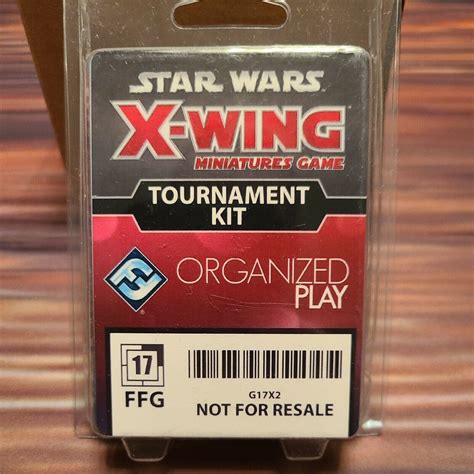 STAR WARS
X-WING
MINIATURES GAME
TOURNAMENT
KIT
ORGANIZED
PLAY
17
FFG
G17X2
NOT FOR RESALE